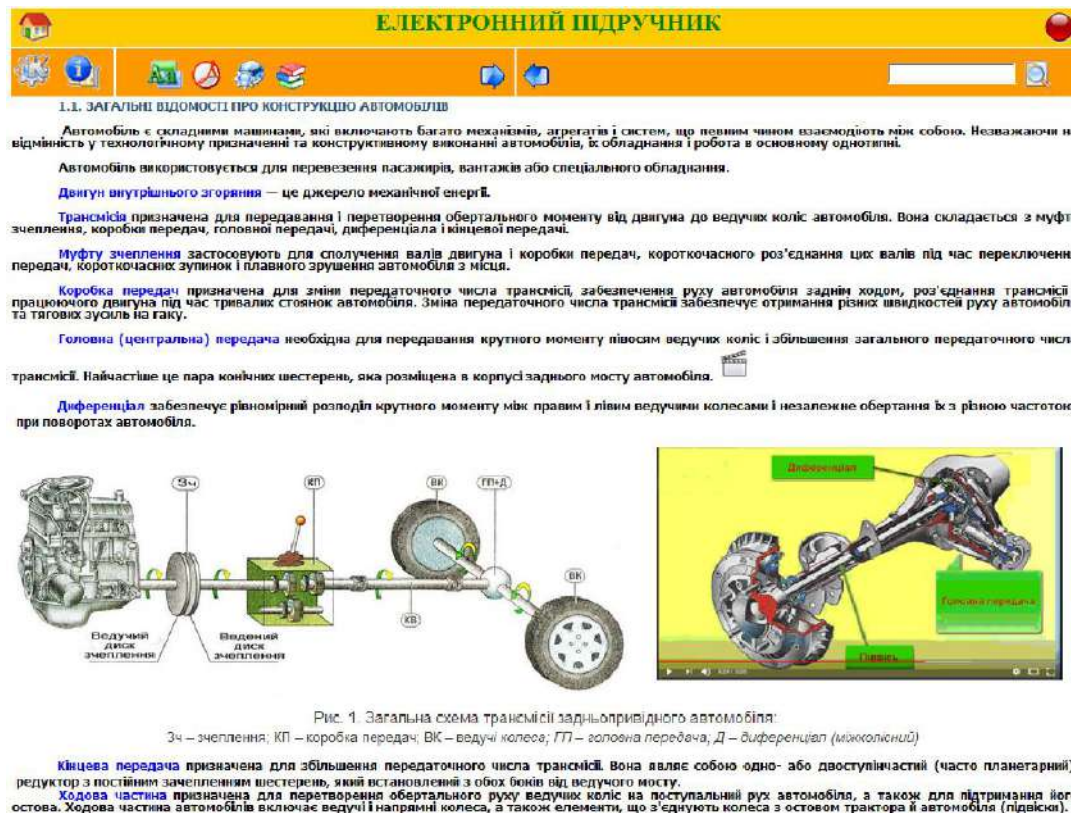 ЕЛЕКТРОННИЙ ПІДРУЧНИК
1.1. ЗАГАЛЬНІ ВІДОМОСТІ ПРО КОНСТРУКЦІЮ АВТОМОБІЛІВ
Автомобіль є складними машинами, які включають багато механізмів, агрегатів і систем, що певним чином взаємодіють між собою. Незважаючи н
відмінність у технологічному призначенні та конструктивному виконанні автомобілів, їх обладнання і робота в основному однотипні.
Автомобіль використовується для перевезення пасажирів, вантажів або спеціального обладнання.
Двигун внутрішнього згоряння — це джерело механічної енергії.
Трансмісія призначена для передавання і перетворення обертального моменту від двигуна до ведучих коліс автомобіля. Вона складається з муфт
зчеплення, коробки передач, головної передачі, диференціала і кінцевої передачі.
Муфту зчеплення застосовують для сполучення валів двигуна і коробки передач, короткочасного роз'єднання цих валів під час переключенн
передач, короткочасних зупинок і плавного зрушення автомобіля з місця.
Коробка передач призначена для зміни передаточного числа трансмісії, забезпечення руху автомобіля заднім ходом, роз'єднання трансмісії
працюючого двигуна під час тривалих стоянок автомобіля. Зміна передаточного числа трансмісії забезпечує отримання різних швидкостей руху автомобіл
та тягових зусиль на гаку.
Головна (центральна) передача необхідна для передавання крутного моменту півосям ведучих коліс і збільшення загального передаточного числа
трансмісії. Найчастіше це пара конічних шестерень, яка розміщена в корпусі заднього мосту автомобіля.
Диференціал забезпечує рівномірний розподіл крутного моменту між правим і лівим ведучими колесами і незалежне обертання їх з різною частотою
при поворотах автомобіля.
Зч
КП
ВК
ГП+Д
ВК
КВ
Ведучий
диск
зчеплення
Ведений
диск
зчеплення
Диференціал
Головна передача
Піввісь
Рис. 1. Загальна схема трансмісії задньопривідного автомобіля:
Зч – зчеплення; КП – коробка передач; ВК – ведучі колеса; ГП – головна передача; Д – диференціал (міжколісний)
Кінцева передача призначена для збільшення передаточного числа трансмісії. Вона являє собою одно- або двоступінчастий (часто планетарний)
редуктор з постійним зачепленням шестерень, який встановлений з обох боків від ведучого мосту.
Ходова частина призначена для перетворення обертального руху ведучих коліс на поступальний рух автомобіля, а також для підтримання його
остова. Ходова частина автомобілів включає ведучі і напрямні колеса, а також елементи, що з'єднують колеса з остовом трактора й автомобіля (підвіски).